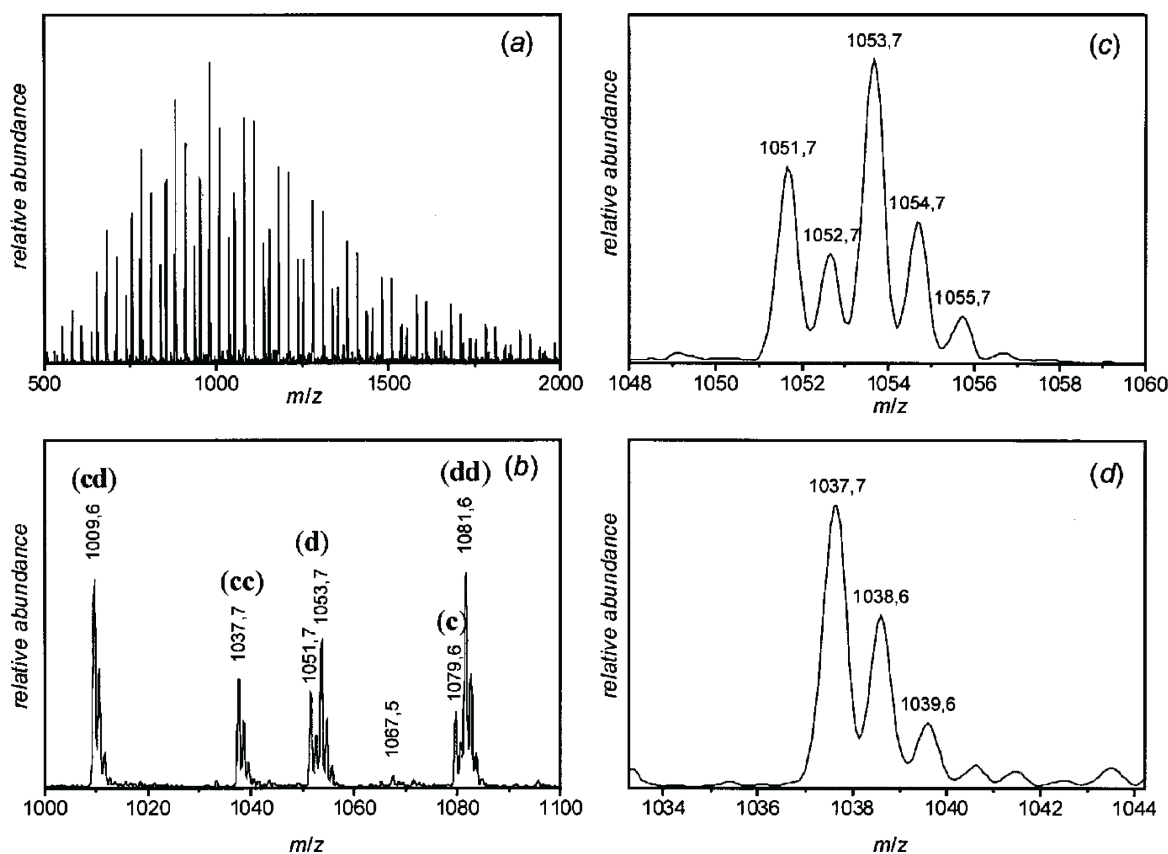 (a)
relative abundance
500 1000 1500 2000
m/z
(c)
relative abundance
1051,7
1052,7
1053,7
1054,7
1055,7
1048 1050 1052 1054 1056 1058 1060
m/z
(b)
relative abundance
(cd)
1009,6
(cc)
1037,7
(d)
1051,7
1053,7
1067,5
(c)
1079,6
(dd)
1081,6
1000 1020 1040 1060 1080 1100
m/z
(d)
relative abundance
1037,7
1038,6
1039,6
1034 1036 1038 1040 1042 1044
m/z